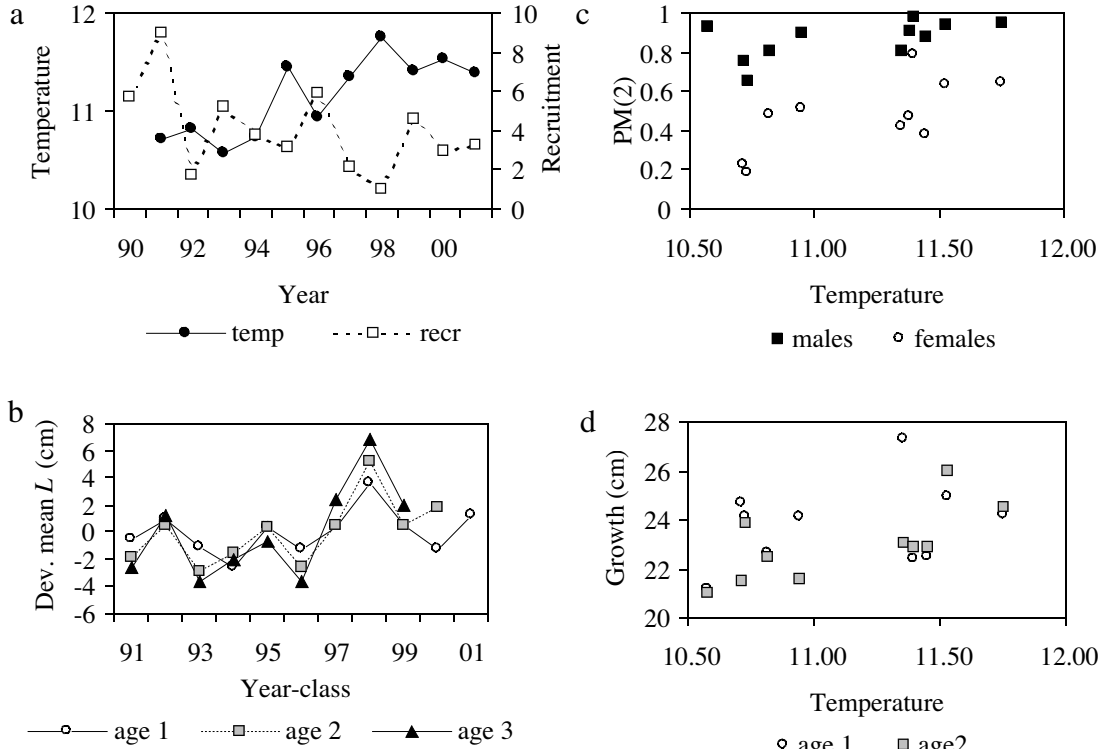 a
12
11
10
Temperature
10
8
6
4
2
0
Recruitment
90 92 94 96 98 00
Year
temp recr
c
1
0.8
0.6
0.4
0.2
0
PM(2)
10.50 11.00 11.50 12.00
Temperature
males females
b
8
6
4
2
0
-2
-4
-6
Dev. mean L (cm)
91 93 95 97 99 01
Year-class
age 1 age 2 age 3
d
28
26
24
22
20
Growth (cm)
10.50 11.00 11.50 12.00
Temperature
age 1 age2